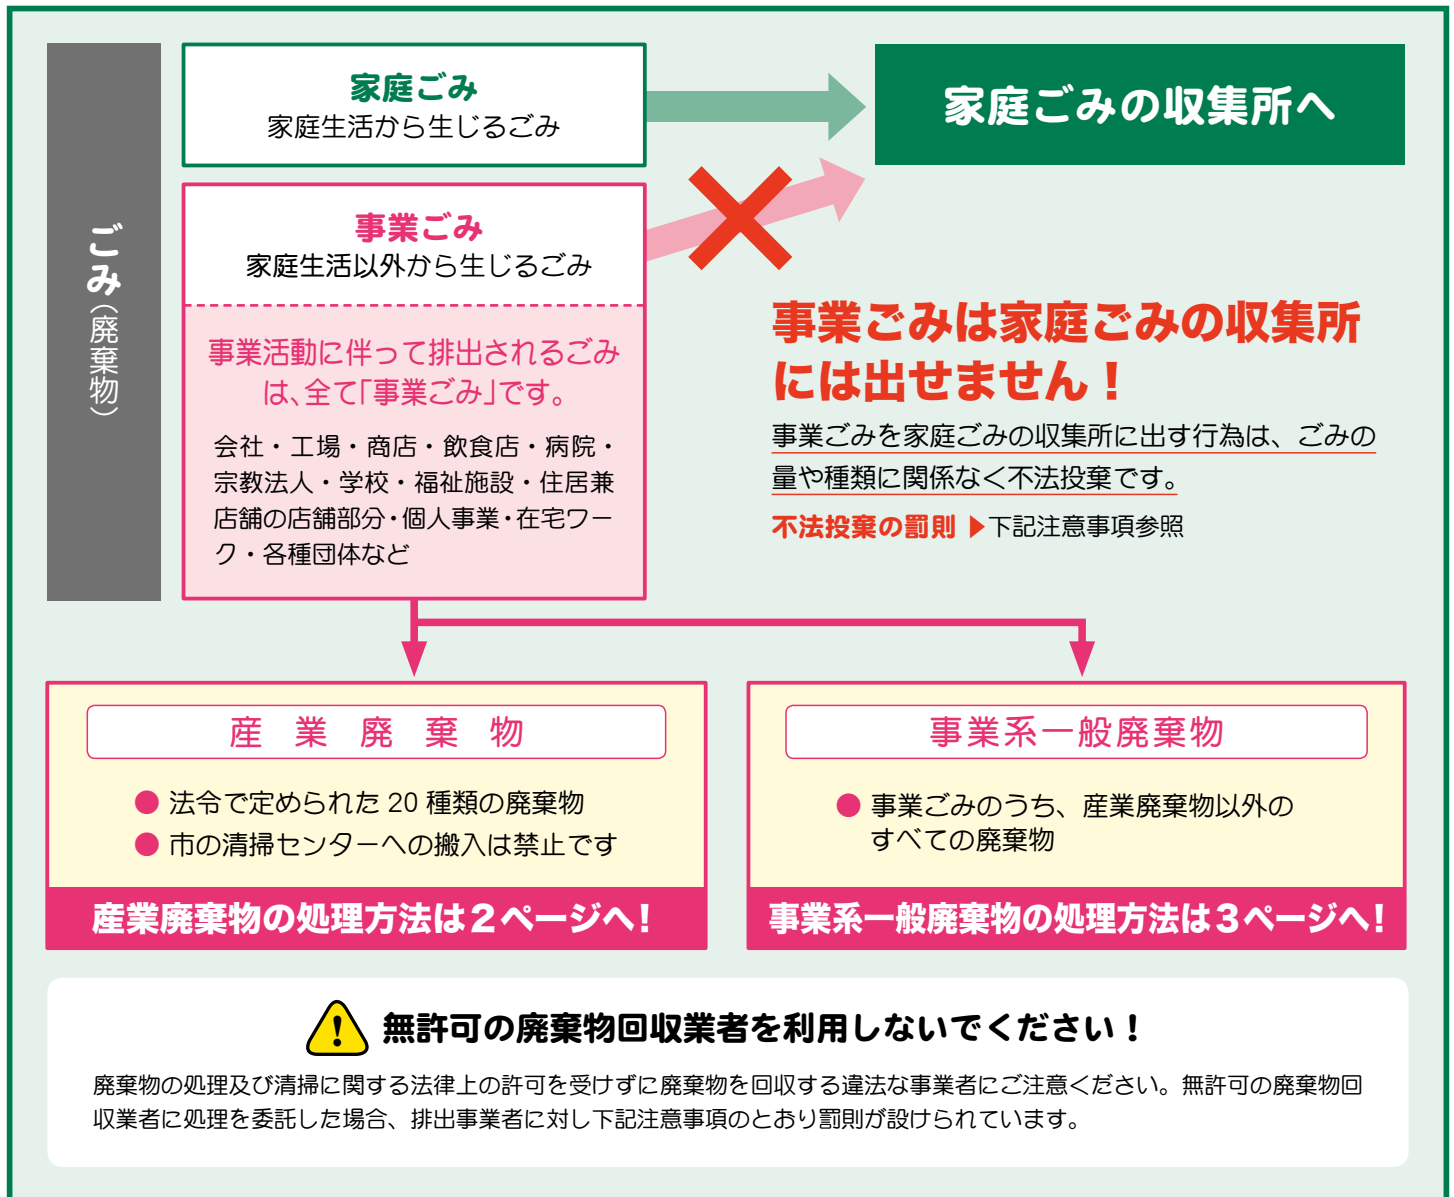 ごみ（廃棄物）
家庭ごみ
家庭生活から生じるごみ
家庭ごみの収集所へ
事業ごみ
家庭生活以外から生じるごみ
事業活動に伴って排出されるごみ
は、全て「事業ごみ」です。
会社・工場・商店・飲食店・病院・
宗教法人・学校・福祉施設・住居兼
店舗の店舗部分・個人事業・在宅ワー
ク・各種団体など
事業ごみは家庭ごみの収集所
には出せません！
事業ごみを家庭ごみの収集所に出す行為は、ごみの
量や種類に関係なく不法投棄です。
不法投棄の罰則 ▶下記注意事項参照
産業廃棄物
● 法令で定められた 20 種類の廃棄物
● 市の清掃センターへの搬入は禁止です
産業廃棄物の処理方法は２ページへ！
事業系一般廃棄物
● 事業ごみのうち、産業廃棄物以外の
すべての廃棄物
事業系一般廃棄物の処理方法は３ページへ！
無許可の廃棄物回収業者を利用しないでください！
廃棄物の処理及び清掃に関する法律上の許可を受けずに廃棄物を回収する違法な事業者にご注意ください。無許可の廃棄物回
収業者に処理を委託した場合、排出事業者に対し下記注意事項のとおり罰則が設けられています。